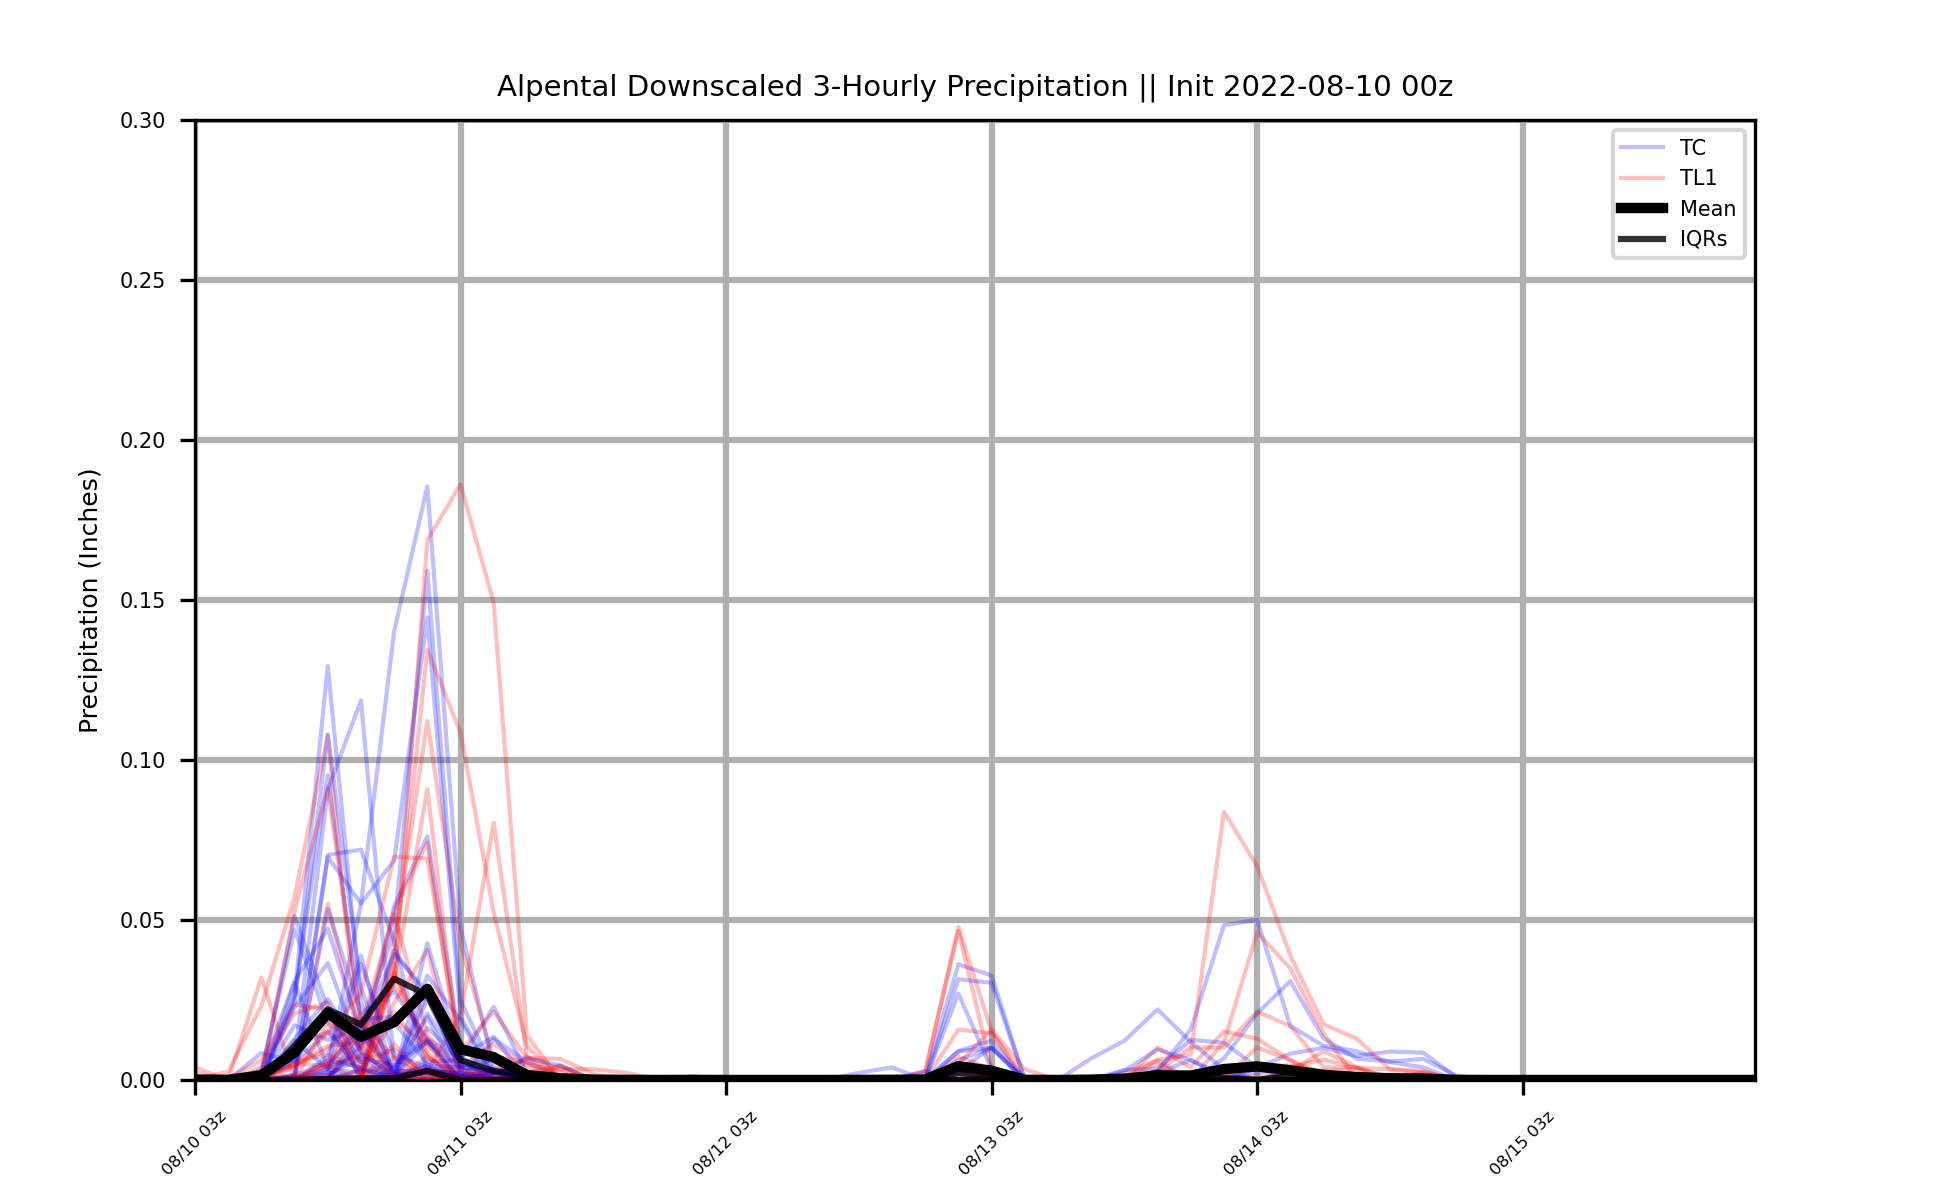 Alpental Downscaled 3-Hourly Precipitation || Init 2022-08-10 00z
TC
TL1
Mean
IQRs
Precipitation (Inches)
0.30
0.25
0.20
0.15
0.10
0.05
0.00
08/10 03z
08/11 03z
08/12 03z
08/13 03z
08/14 03z
08/15 03z